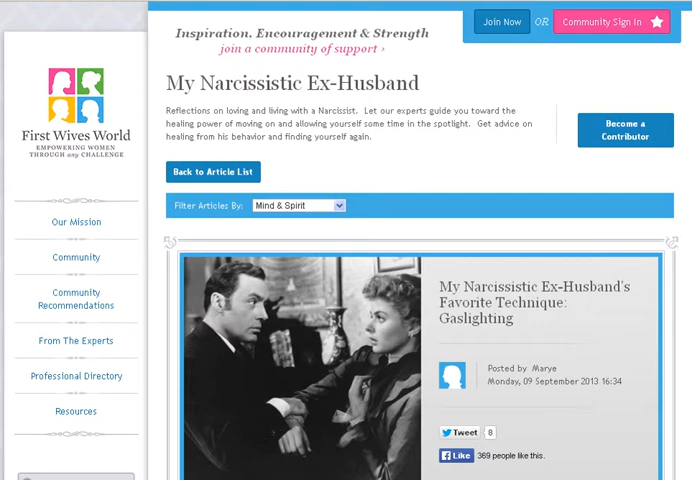 Inspiration, Encouragement & Strength
join a community of support ›
Join Now OR Community Sign In
My Narcissistic Ex-Husband
Reflections on loving and living with a Narcissist. Let our experts guide you toward the
healing power of moving on and allowing yourself some time in the spotlight. Get advice on
healing from his behavior and finding yourself again.
Become a
Contributor
Back to Article List
Filter Articles By: Mind & Spirit
First Wives World
EMPOWERING WOMEN
THROUGH any CHALLENGE
Our Mission
Community
Community
Recommendations
From The Experts
Professional Directory
Resources
My Narcissistic Ex-Husband's
Favorite Technique:
Gaslighting
Posted by Marye
Monday, 09 September 2013 16:34
Tweet 8
Like 369 people like this.